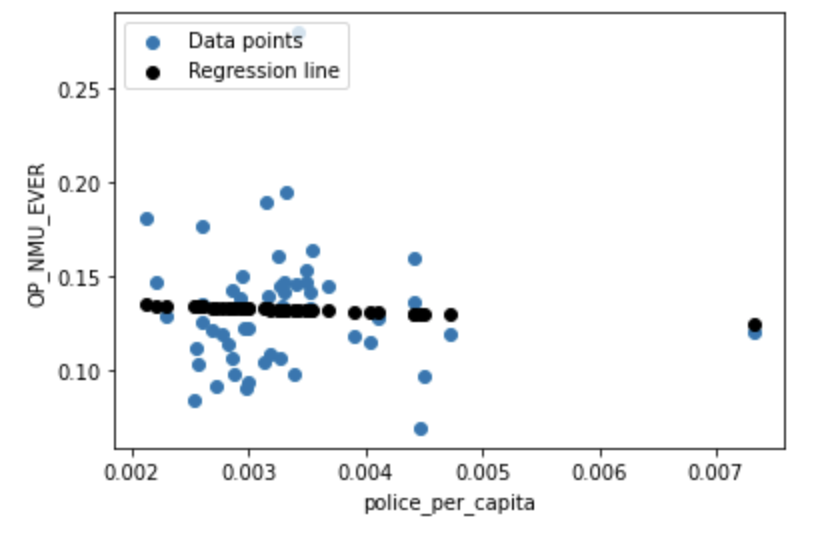 Data points
Regression line
0.25
0.20
0.15
0.10
OP_NMU_EVER
0.002 0.003 0.004 0.005 0.006 0.007
police_per_capita